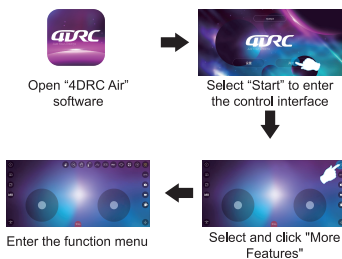 4DRC
4DRC
Open “4DRC Air”
software
Select “Start” to enter
the control interface
Enter the function menu
Select and click "More
Features"